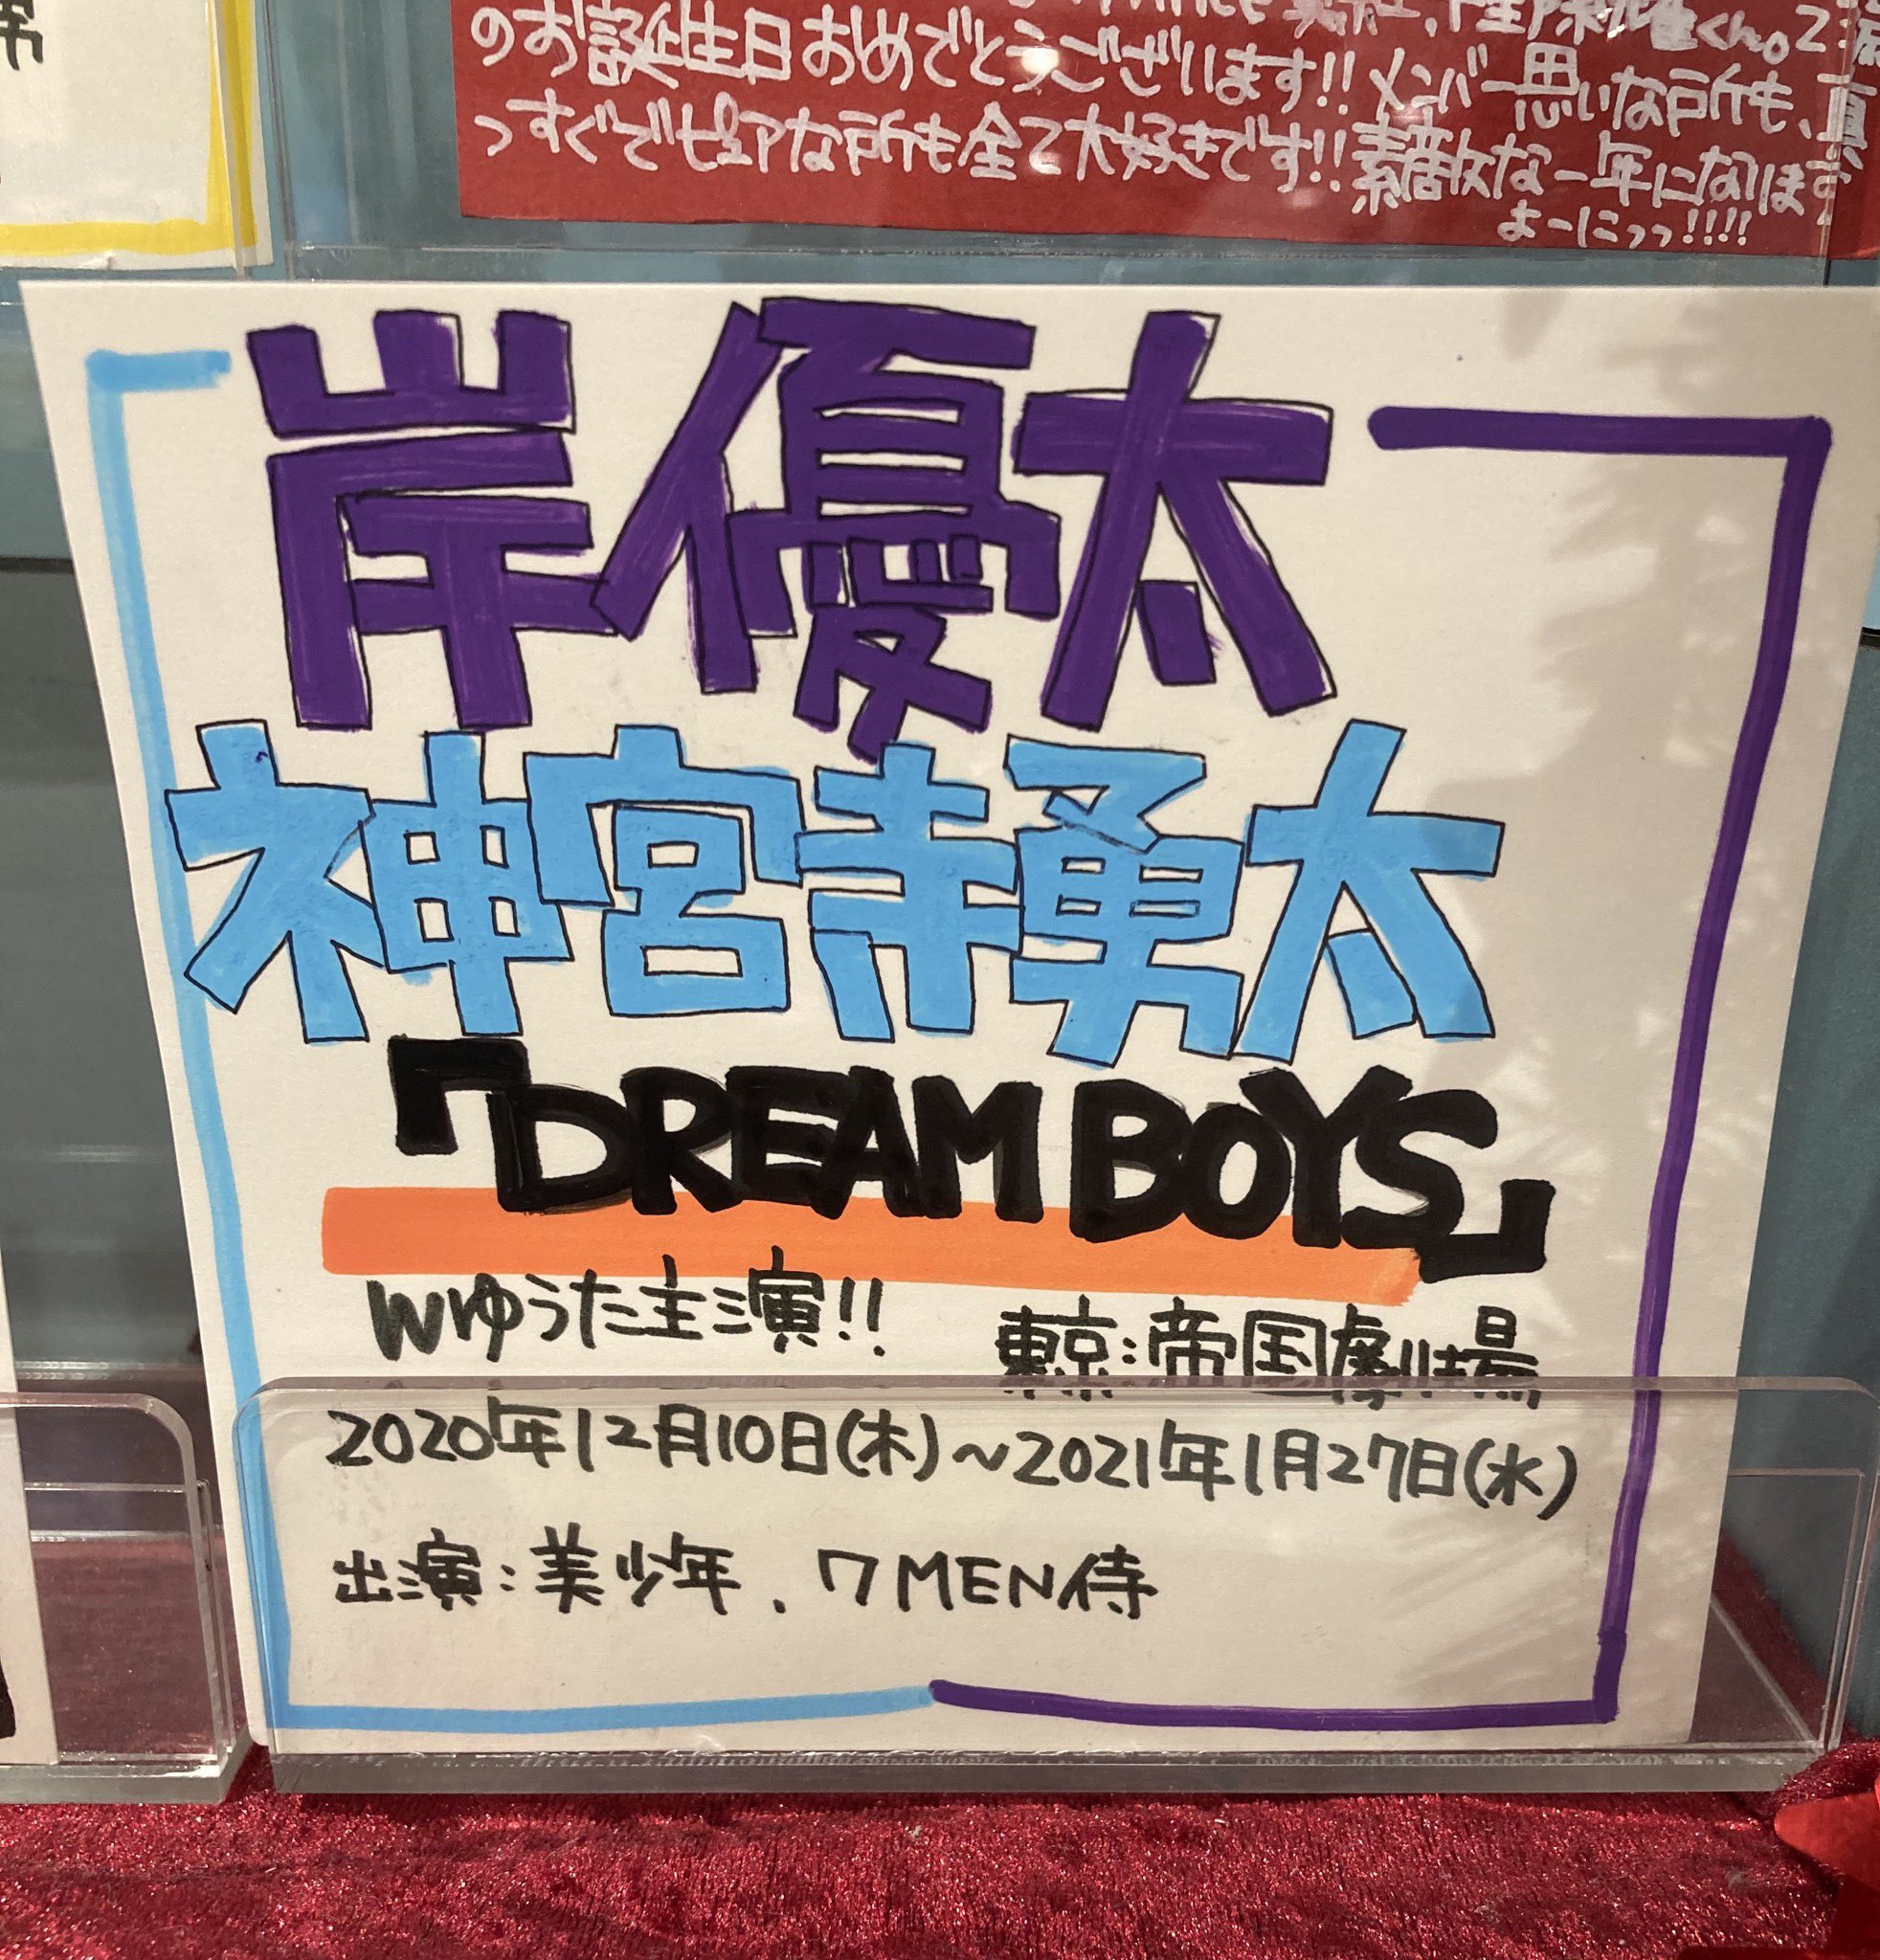 のお誕生日おめでとうございます!! メンバー思いな所も、真
っすぐでピュアな所も全て大好きです!! 素敵な一年になりま
よーにっっ!!!!
岸優太
神宮寺勇太
『DREAM BOYS』
Wゆうた主演!!
東京:帝国劇場
2020年12月10日(木)~2021年1月27日(水)
出演:美少年、7 MEN侍